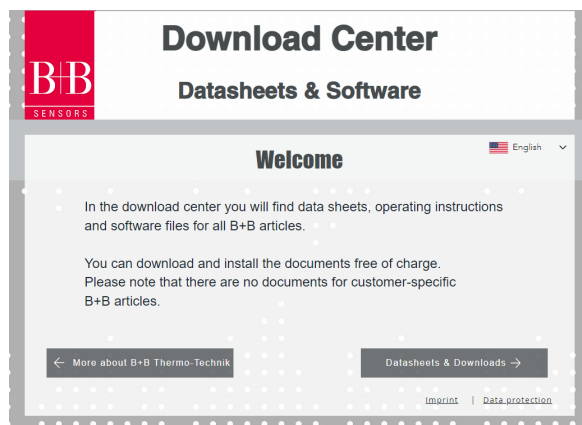 Download Center
B+B
SENSORS
Datasheets & Software
English
Welcome
In the download center you will find data sheets, operating instructions
and software files for all B+B articles.
You can download and install the documents free of charge.
Please note that there are no documents for customer-specific
B+B articles.
← More about B+B Thermo-Technik
Datasheets & Downloads →
Imprint | Data protection